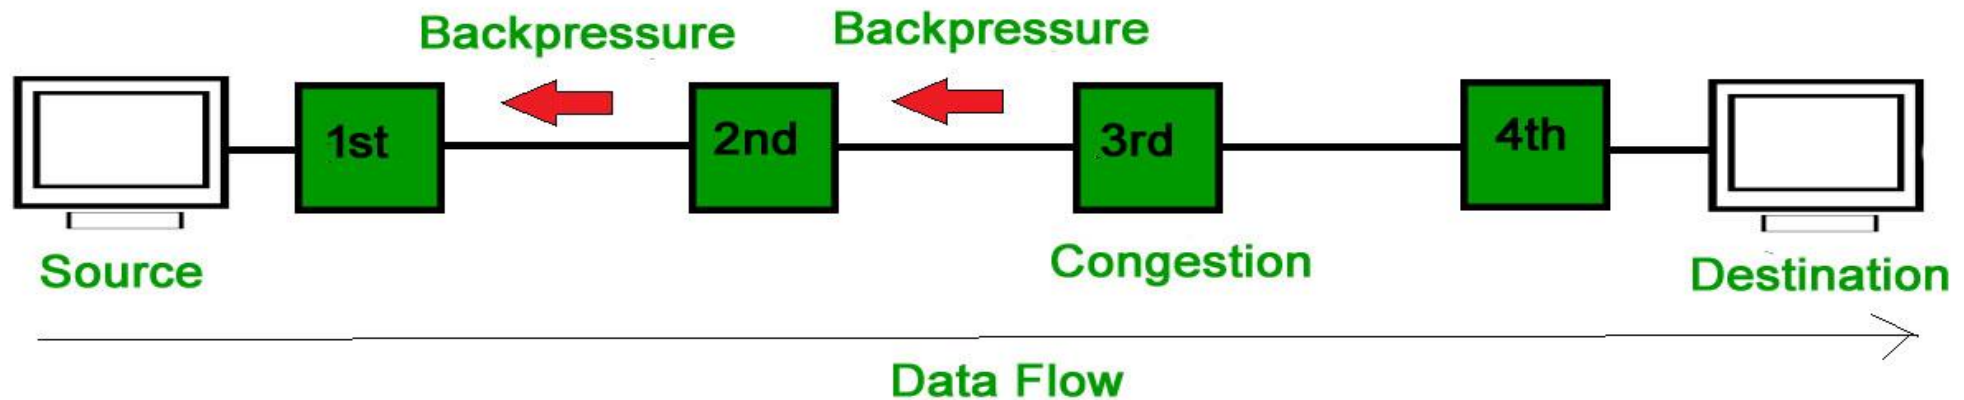 Backpressure
Backpressure
1st
2nd
3rd
4th
Source
Congestion
Destination
Data Flow